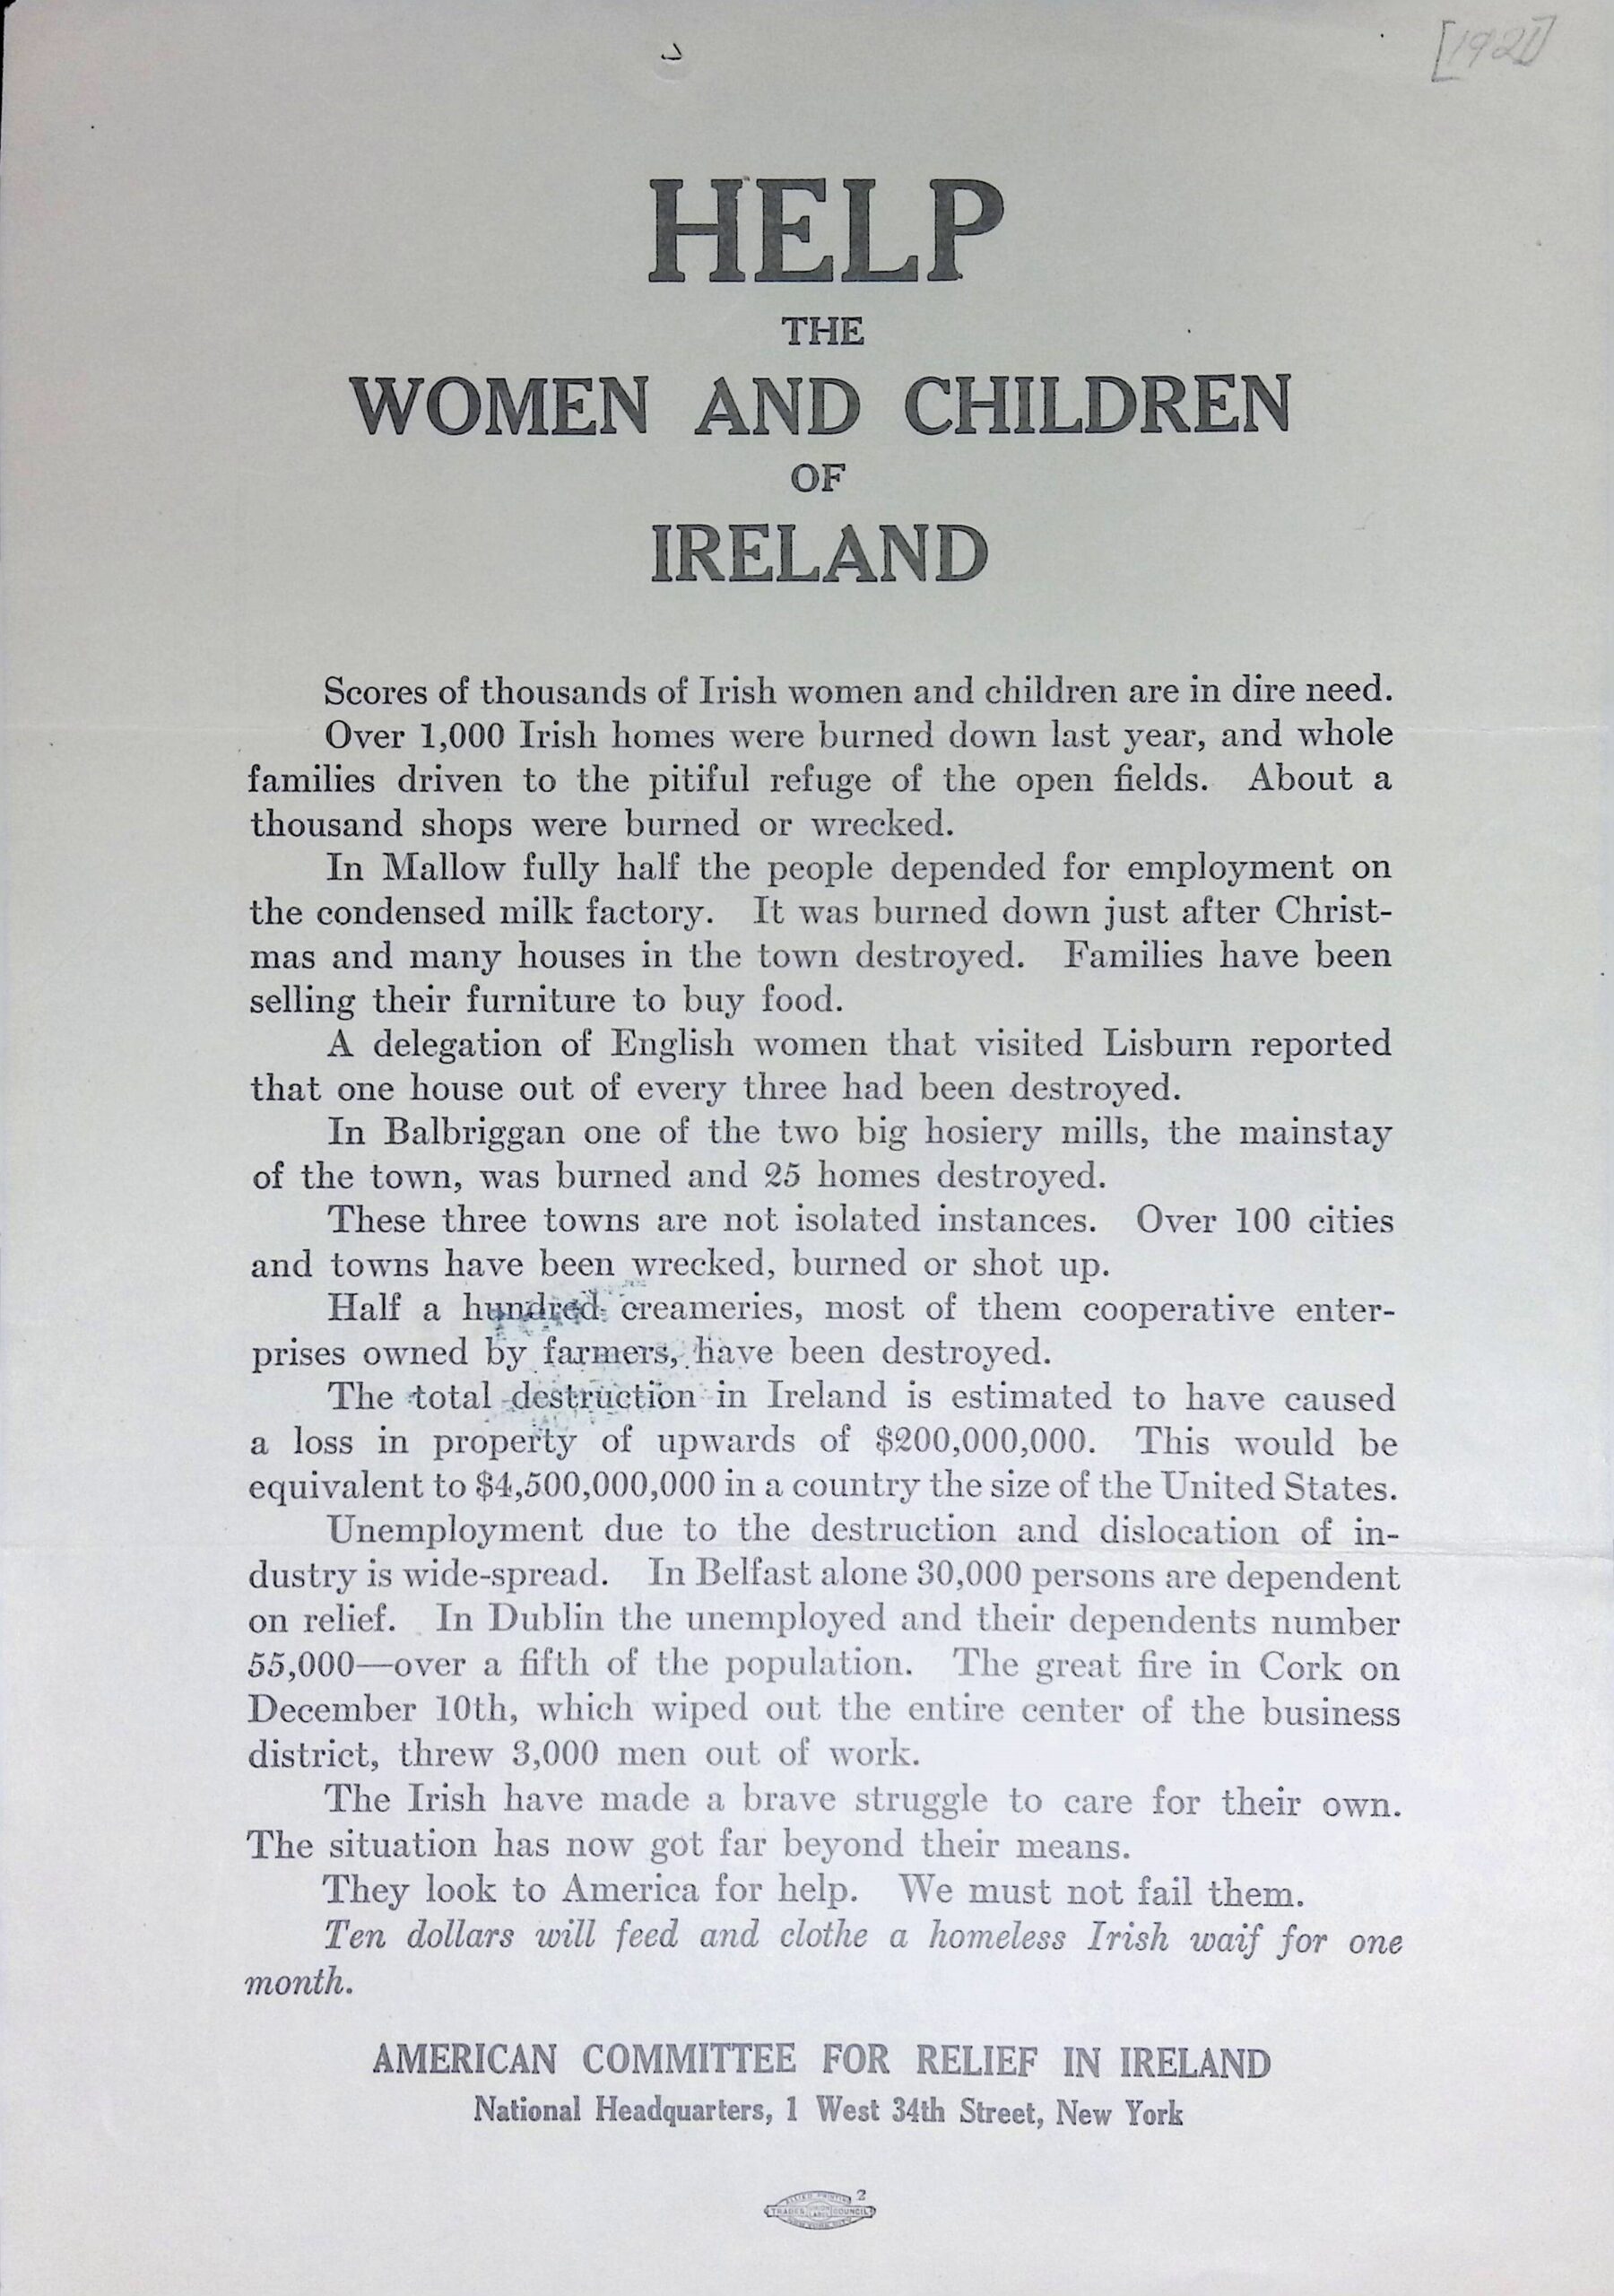 [1921]
HELP
THE
WOMEN AND CHILDREN
OF
IRELAND
Scores of thousands of Irish women and children are in dire need.
Over 1,000 Irish homes were burned down last year, and whole
families driven to the pitiful refuge of the open fields. About a
thousand shops were burned or wrecked.
In Mallow fully half the people depended for employment on
the condensed milk factory. It was burned down just after Christ-
mas and many houses in the town destroyed. Families have been
selling their furniture to buy food.
A delegation of English women that visited Lisburn reported
that one house out of every three had been destroyed.
In Balbriggan one of the two big hosiery mills, the mainstay
of the town, was burned and 25 homes destroyed.
These three towns are not isolated instances. Over 100 cities
and towns have been wrecked, burned or shot up.
Half a hundred creameries, most of them cooperative enter-
prises owned by farmers, have been destroyed.
The total destruction in Ireland is estimated to have caused
a loss in property of upwards of $200,000,000. This would be
equivalent to $4,500,000,000 in a country the size of the United States.
Unemployment due to the destruction and dislocation of in-
dustry is wide-spread. In Belfast alone 30,000 persons are dependent
on relief. In Dublin the unemployed and their dependents number
55,000—over a fifth of the population. The great fire in Cork on
December 10th, which wiped out the entire center of the business
district, threw 3,000 men out of work.
The Irish have made a brave struggle to care for their own.
The situation has now got far beyond their means.
They look to America for help. We must not fail them.
Ten dollars will feed and clothe a homeless Irish waif for one
month.
AMERICAN COMMITTEE FOR RELIEF IN IRELAND
National Headquarters, 1 West 34th Street, New York
ALLIED PRINTING
TRADES UNION LABEL COUNCIL
NEW YORK CITY
2